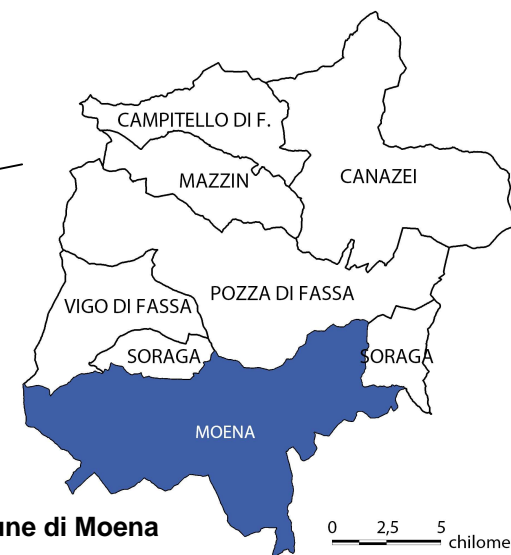 CAMPITELLO DI F.
MAZZIN
CANAZEI
POZZA DI FASSA
VIGO DI FASSA
SORAGA
SORAGA
MOENA
une di Moena
0 2,5 5
chilome